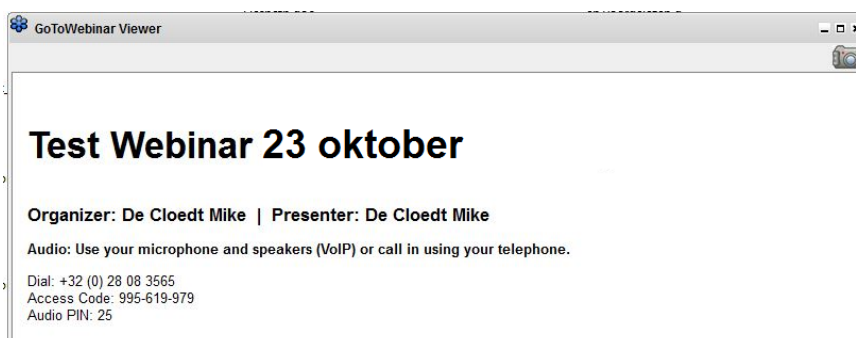 GoToWebinar Viewer
Test Webinar 23 oktober
Organizer: De Cloedt Mike | Presenter: De Cloedt Mike
Audio: Use your microphone and speakers (VoIP) or call in using your telephone.
Dial: +32 (0) 28 08 3565
Access Code: 995-619-979
Audio PIN: 25